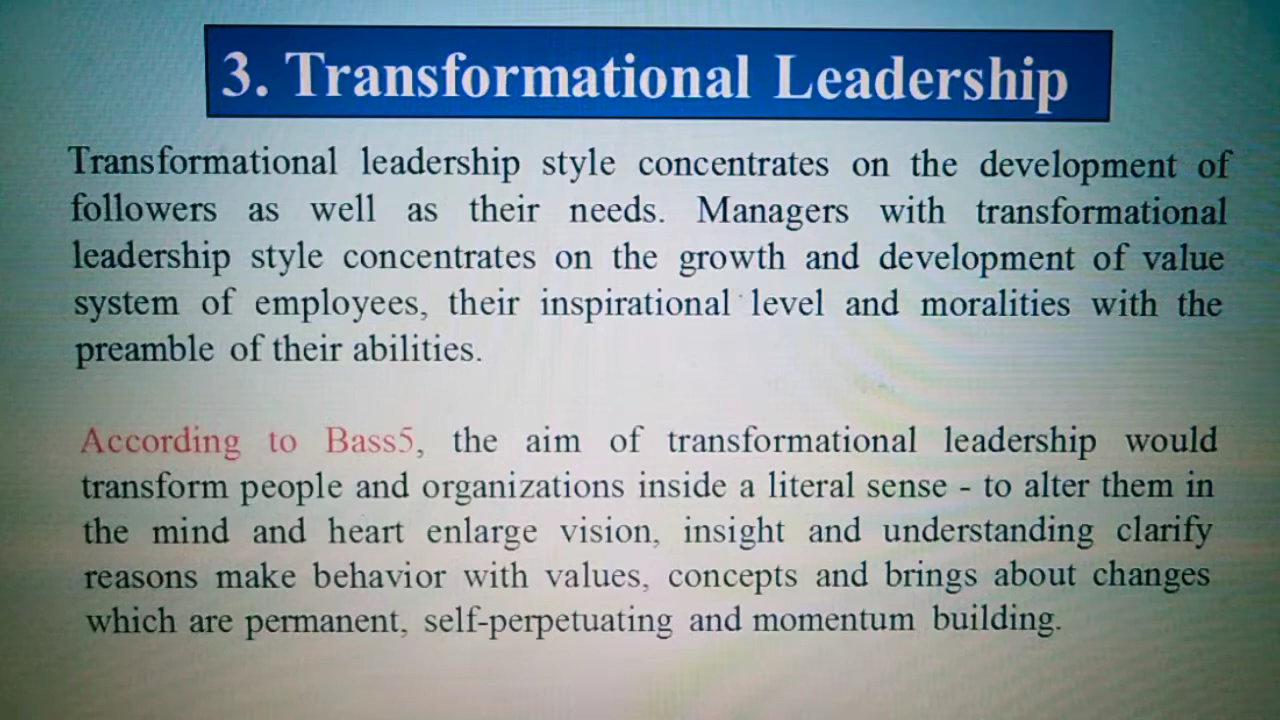 3. Transformational Leadership
Transformational leadership style concentrates on the development of
followers as well as their needs. Managers with transformational
leadership style concentrates on the growth and development of value
system of employees, their inspirational level and moralities with the
preamble of their abilities.
According to Bass5, the aim of transformational leadership would
transform people and organizations inside a literal sense - to alter them in
the mind and heart enlarge vision, insight and understanding clarify
reasons make behavior with values, concepts and brings about changes
which are permanent, self-perpetuating and momentum building.